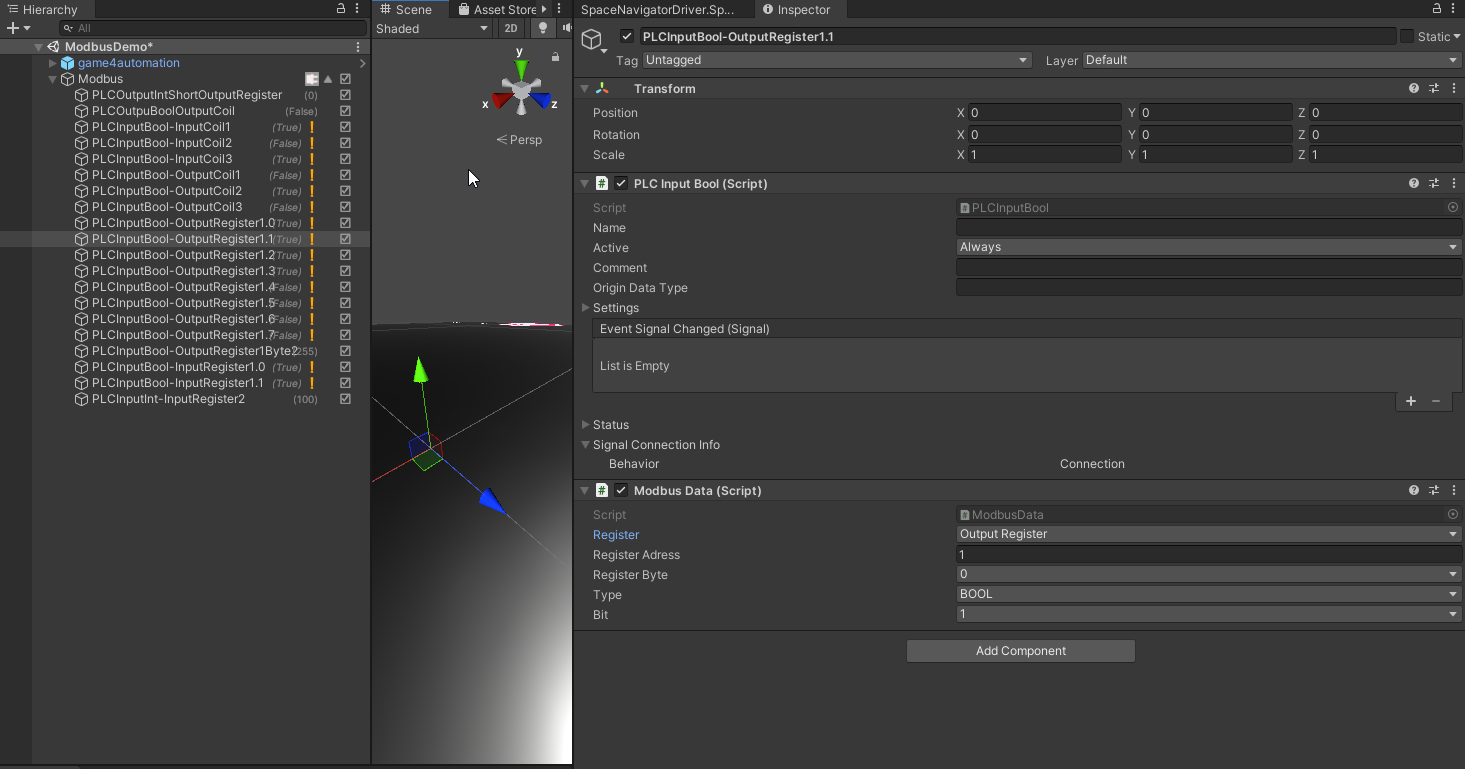 Hierarchy
All
ModbusDemo*
game4automation
Modbus
PLCOutputIntShortOutputRegister (0)
PLCOutpuBoolOutputCoil (False)
PLCInputBool-InputCoil1 (True)
PLCInputBool-InputCoil2 (False)
PLCInputBool-InputCoil3 (True)
PLCInputBool-OutputCoil1 (False)
PLCInputBool-OutputCoil2 (True)
PLCInputBool-OutputCoil3 (False)
PLCInputBool-OutputRegister1.0 (True)
PLCInputBool-OutputRegister1.1 (True)
PLCInputBool-OutputRegister1.2 (True)
PLCInputBool-OutputRegister1.3 (True)
PLCInputBool-OutputRegister1.4 (False)
PLCInputBool-OutputRegister1.5 (False)
PLCInputBool-OutputRegister1.6 (False)
PLCInputBool-OutputRegister1.7 (False)
PLCInputBool-OutputRegister1Byte2 (255)
PLCInputBool-InputRegister1.0 (True)
PLCInputBool-InputRegister1.1 (True)
PLCInputInt-InputRegister2 (100)
Scene Asset Store
Shaded 2D
y
x z
Persp
SpaceNavigatorDriver.Sp... Inspector
PLCInputBool-OutputRegister1.1 Static
Tag Untagged Layer Default
Transform
Position X 0 Y 0 Z 0
Rotation X 0 Y 0 Z 0
Scale X 1 Y 1 Z 1
# PLC Input Bool (Script)
Script PLCInputBool
Name
Active Always
Comment
Origin Data Type
Settings
Event Signal Changed (Signal)
List is Empty
+ −
Status
Signal Connection Info
Behavior Connection
# Modbus Data (Script)
Script ModbusData
Register Output Register
Register Adress 1
Register Byte 0
Type BOOL
Bit 1
Add Component